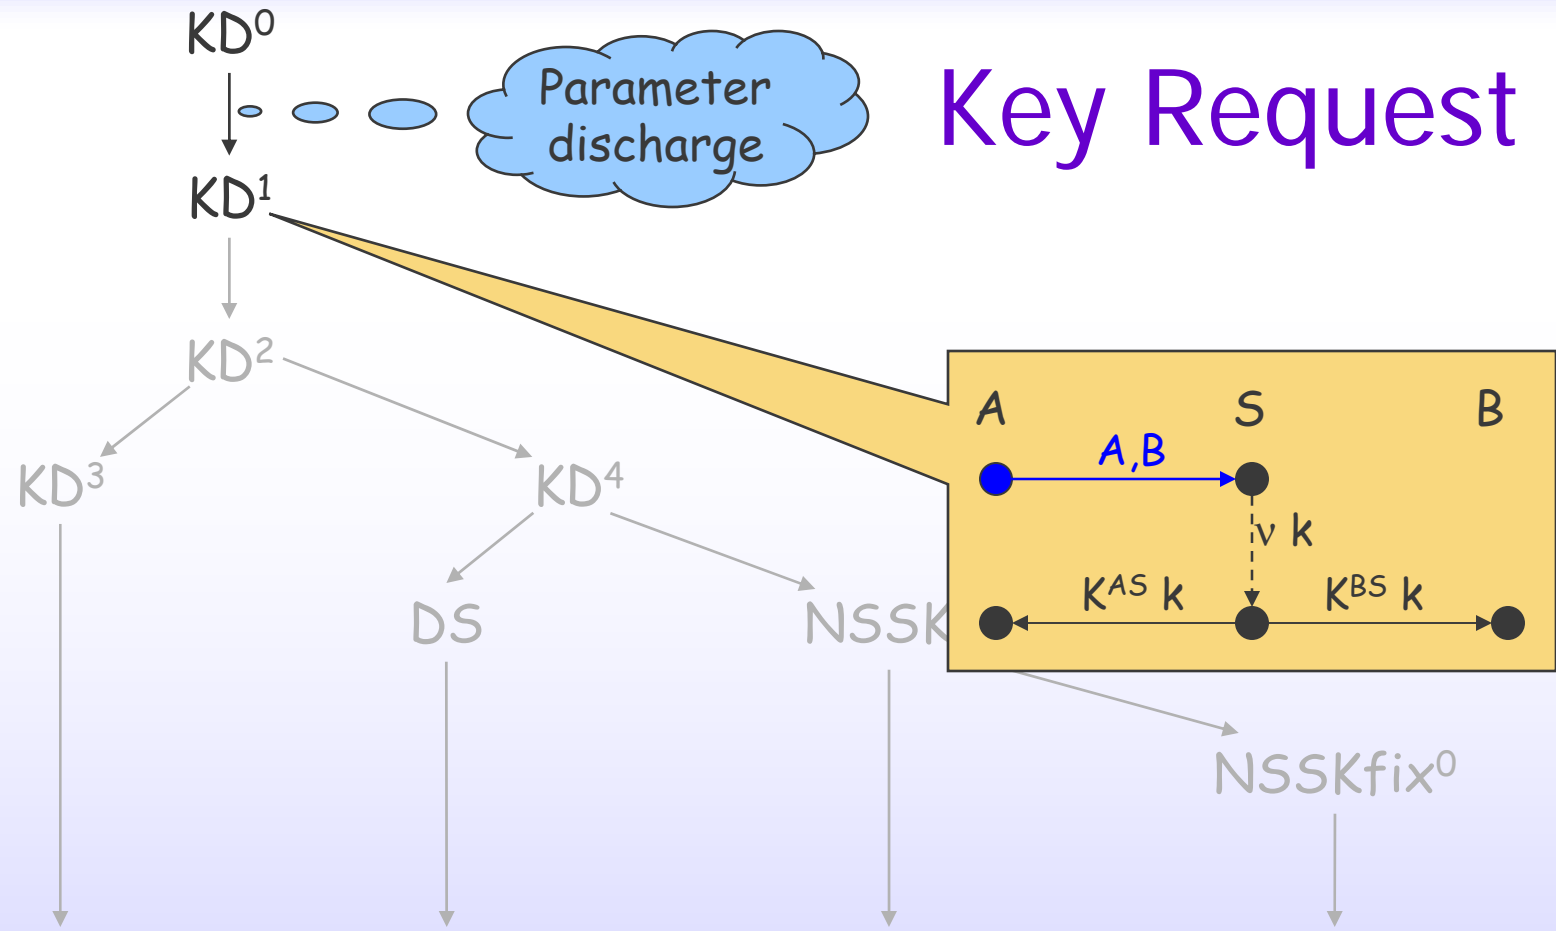 KD⁰
Parameter
discharge
Key Request
KD¹
KD²
A S B
A,B
KD³
KD⁴
ν k
Kᴬˢ k
Kᴮˢ k
DS
NSSK
NSSKfix⁰